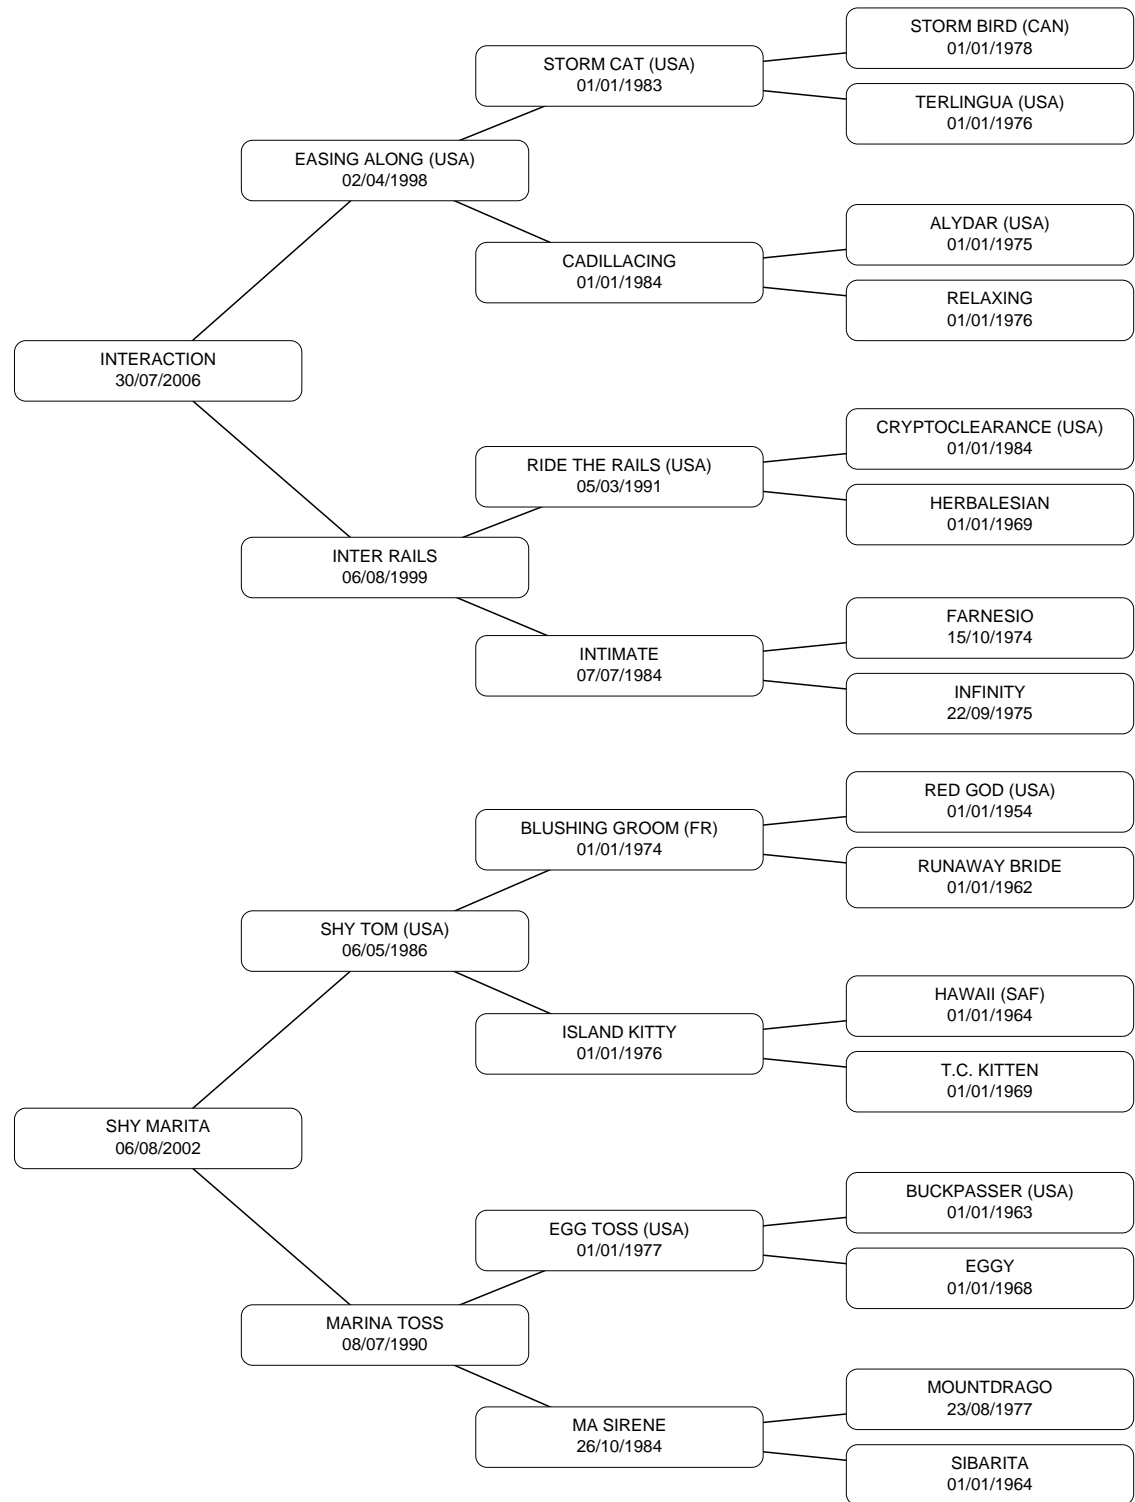 STORM BIRD (CAN)
01/01/1978
STORM CAT (USA)
01/01/1983
TERLINGUA (USA)
01/01/1976
EASING ALONG (USA)
02/04/1998
ALYDAR (USA)
01/01/1975
CADILLACING
01/01/1984
RELAXING
01/01/1976
INTERACTION
30/07/2006
CRYPTOCLEARANCE (USA)
01/01/1984
RIDE THE RAILS (USA)
05/03/1991
HERBALESIAN
01/01/1969
INTER RAILS
06/08/1999
FARNESIO
15/10/1974
INTIMATE
07/07/1984
INFINITY
22/09/1975
RED GOD (USA)
01/01/1954
BLUSHING GROOM (FR)
01/01/1974
RUNAWAY BRIDE
01/01/1962
SHY TOM (USA)
06/05/1986
HAWAII (SAF)
01/01/1964
ISLAND KITTY
01/01/1976
T.C. KITTEN
01/01/1969
SHY MARITA
06/08/2002
BUCKPASSER (USA)
01/01/1963
EGG TOSS (USA)
01/01/1977
EGGY
01/01/1968
MARINA TOSS
08/07/1990
MOUNTDRAGO
23/08/1977
MA SIRENE
26/10/1984
SIBARITA
01/01/1964